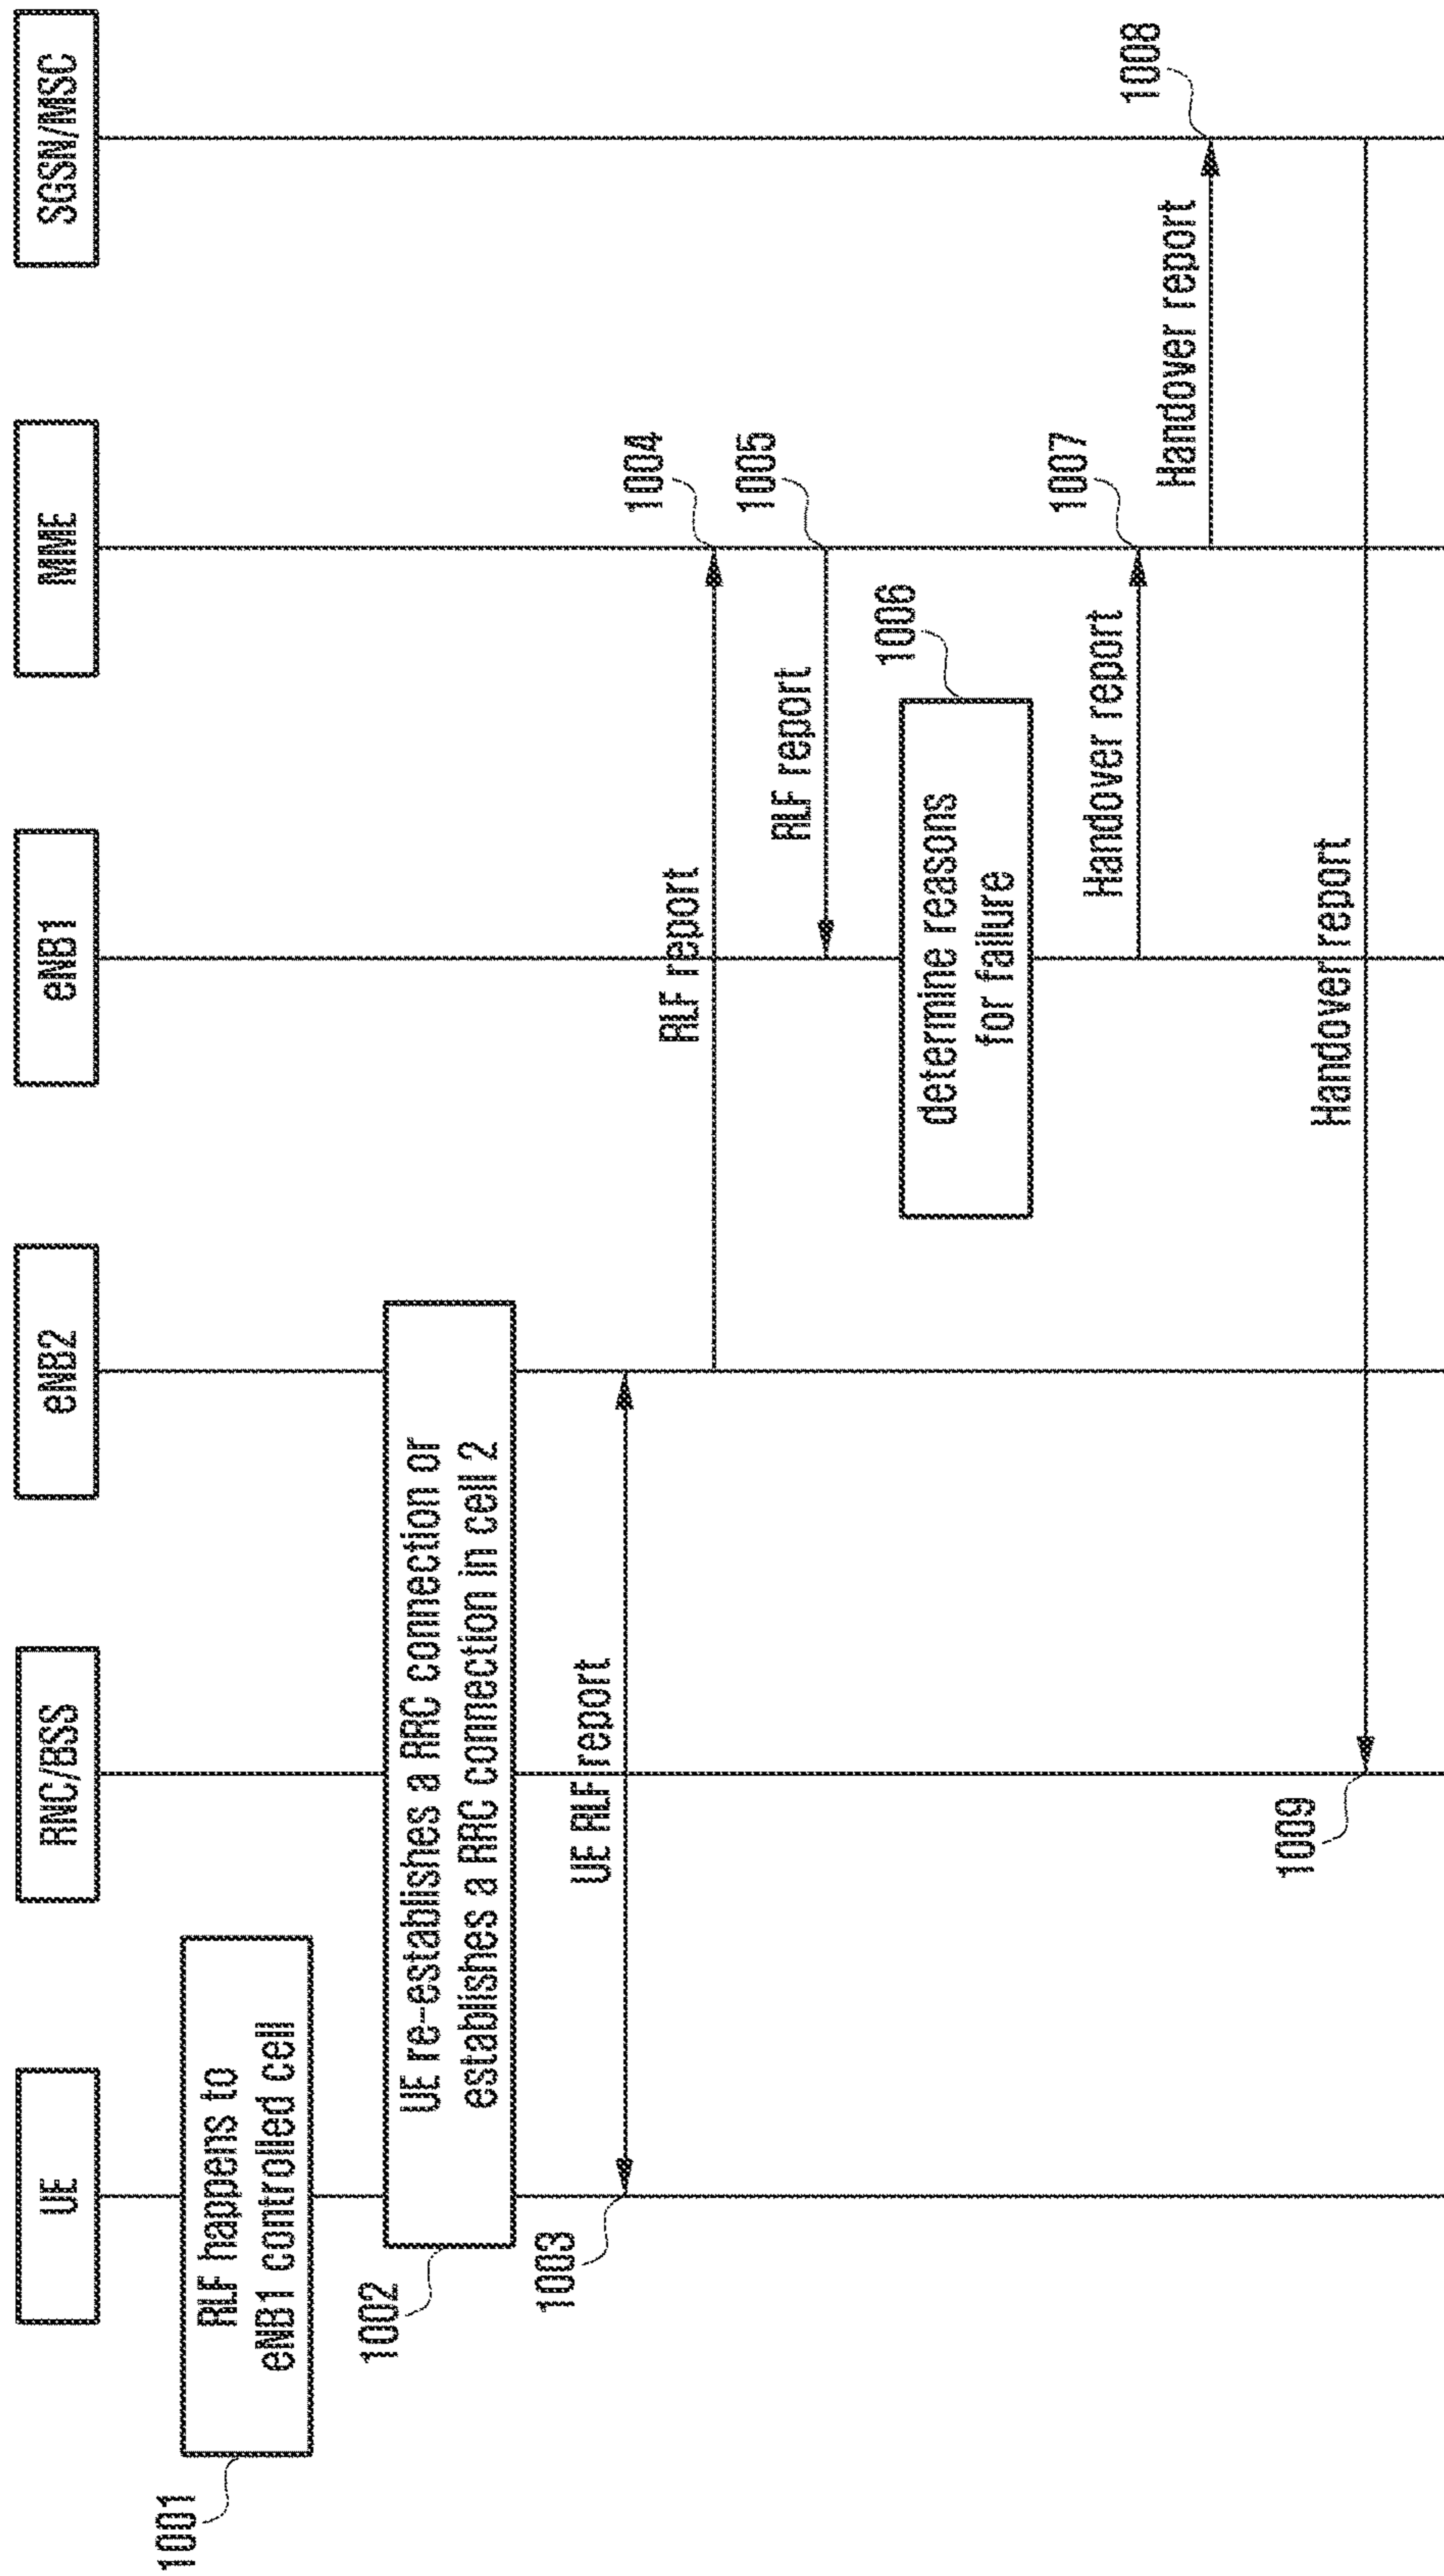 UE
RNC/BSS
eNB2
eNB1
MME
SGSN/MSC
1001
RLF happens to
eNB1 controlled cell
1002
UE re-establishes a RRC connection or
establishes a RRC connection in cell 2
1003
UE RLF report
RLF report
1004
RLF report
1005
determine reasons
for failure
1006
Handover report
1007
Handover report
1008
Handover report
1009